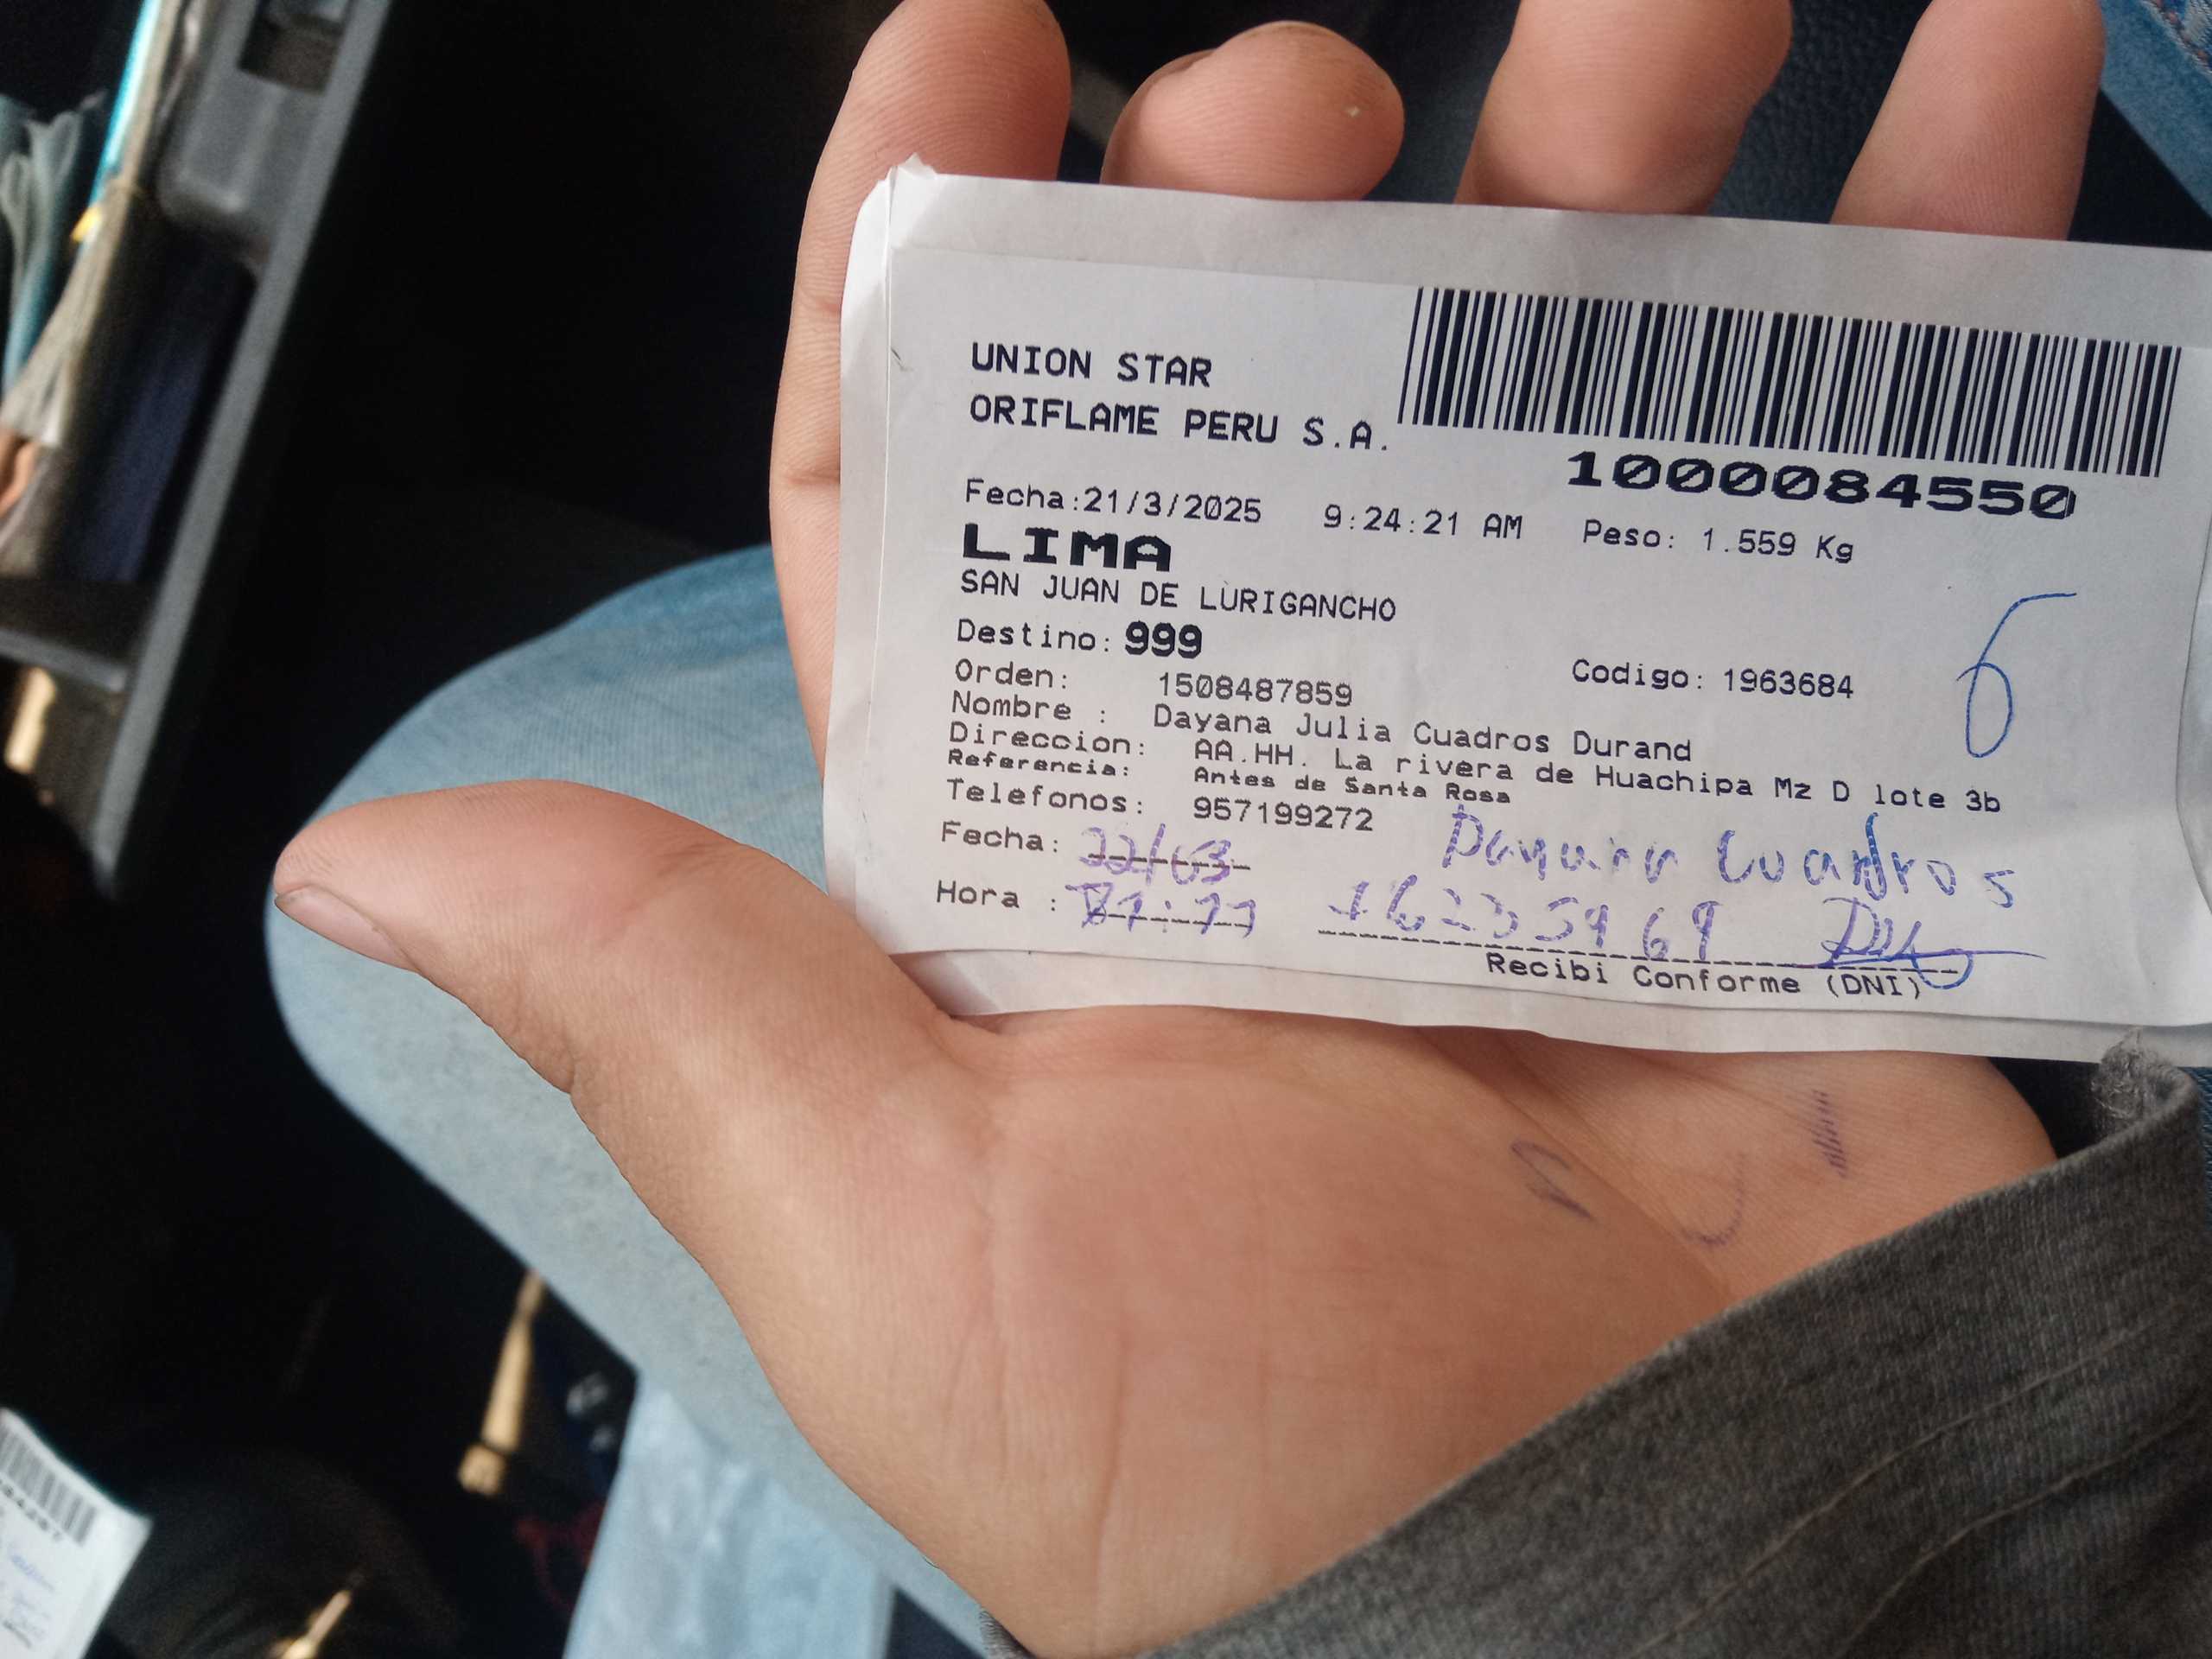 UNION STAR
ORIFLAME PERU S.A.
1000084550
Fecha:21/3/2025 9:24:21 AM Peso: 1.559 Kg
LIMA
SAN JUAN DE LURIGANCHO
Destino: 999
Orden: 1508487859 Codigo: 1963684
Nombre : Dayana Julia Cuadros Durand
Direccion: AA.HH. La rivera de Huachipa Mz D lote 3b
Referencia: Antes de Santa Rosa
Telefonos: 957199272
Fecha: 22/03 Dayana Cuadros
Hora :
Recibi Conforme (DNI)
6